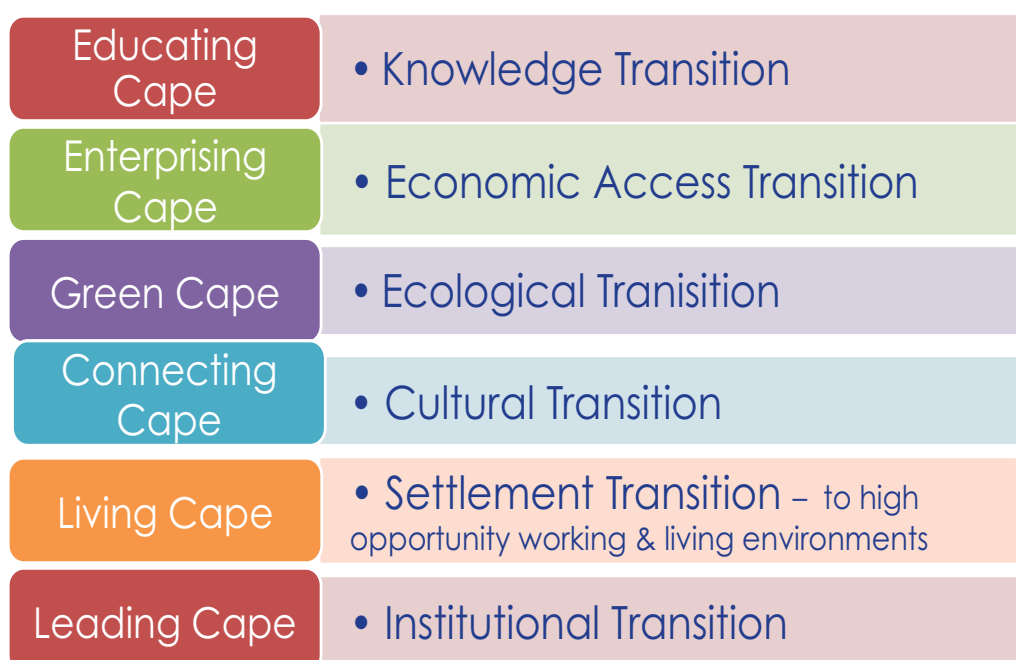 Educating
Cape
• Knowledge Transition
Enterprising
Cape
• Economic Access Transition
Green Cape
• Ecological Tranisition
Connecting
Cape
• Cultural Transition
Living Cape
• Settlement Transition – to high
opportunity working & living environments
Leading Cape
• Institutional Transition